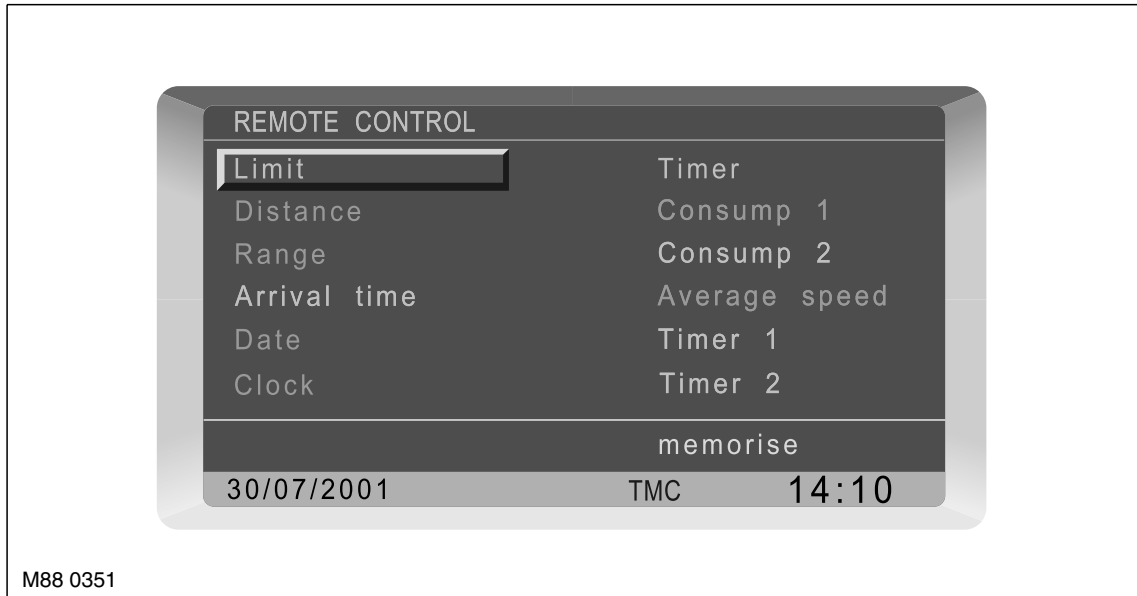 REMOTE CONTROL
Limit Timer
Distance Consump 1
Range Consump 2
Arrival time Average speed
Date Timer 1
Clock Timer 2
memorise
30/07/2001 TMC 14:10
M88 0351